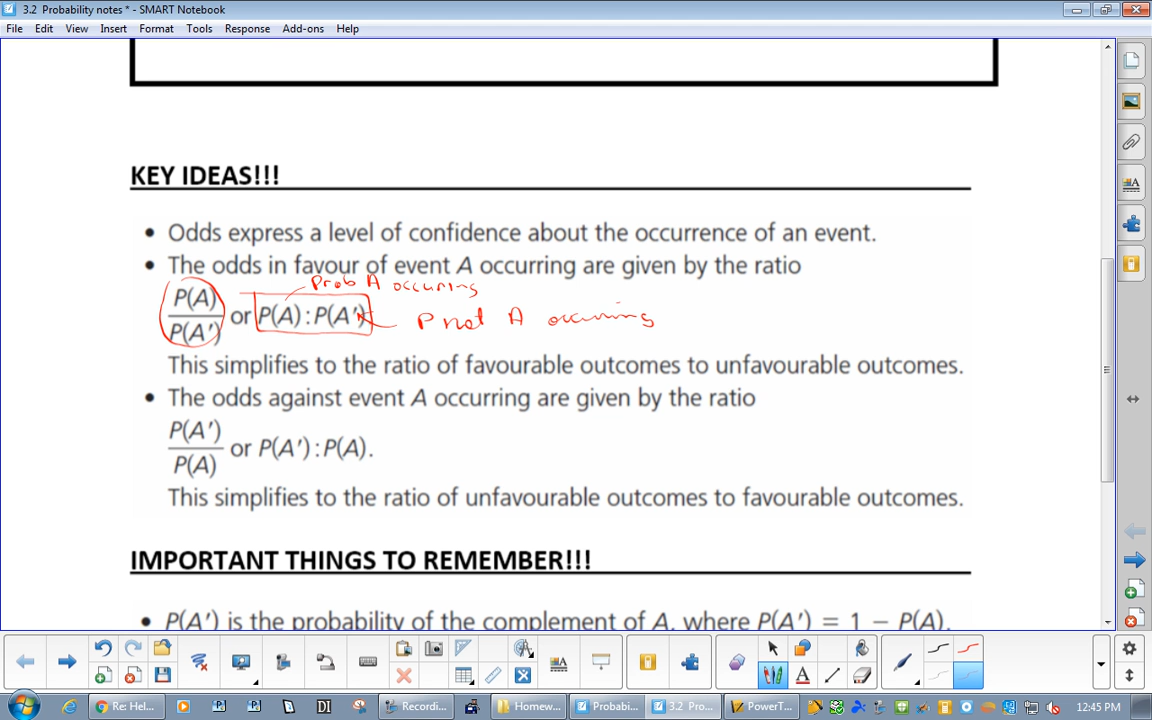 3.2 Probability notes * - SMART Notebook
File Edit View Insert Format Tools Response Add-ons Help
KEY IDEAS!!!
• Odds express a level of confidence about the occurrence of an event.
• The odds in favour of event A occurring are given by the ratio
Prob A occuring
P(A)
P(A') or P(A) : P(A')
P not A occuring
This simplifies to the ratio of favourable outcomes to unfavourable outcomes.
• The odds against event A occurring are given by the ratio
P(A')
P(A) or P(A') : P(A).
This simplifies to the ratio of unfavourable outcomes to favourable outcomes.
IMPORTANT THINGS TO REMEMBER!!!
• P(A') is the probability of the complement of A, where P(A') = 1 − P(A).
Re: Hel... DI Recordi... Homew... Probabi... 3.2 Pro... PowerT... 12:45 PM